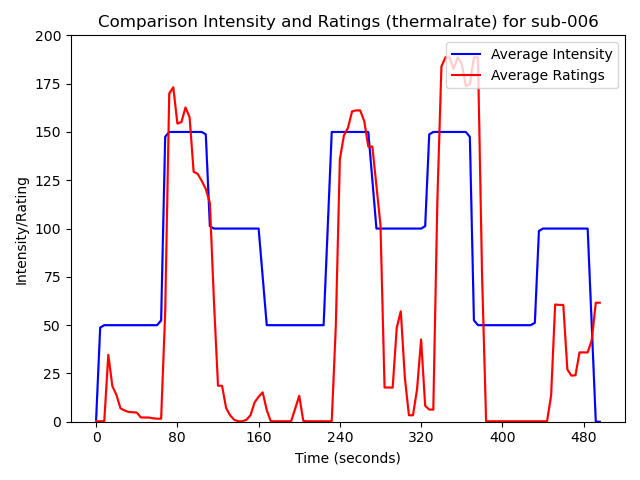 Comparison Intensity and Ratings (thermalrate) for sub-006
Average Intensity
Average Ratings
Intensity/Rating
200
175
150
125
100
75
50
25
0
0 80 160 240 320 400 480
Time (seconds)